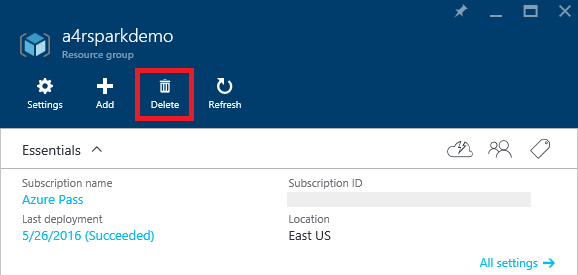 a4rsparkdemo
Resource group
Settings Add Delete Refresh
Essentials
Subscription name Subscription ID
Azure Pass
Last deployment Location
5/26/2016 (Succeeded) East US
All settings